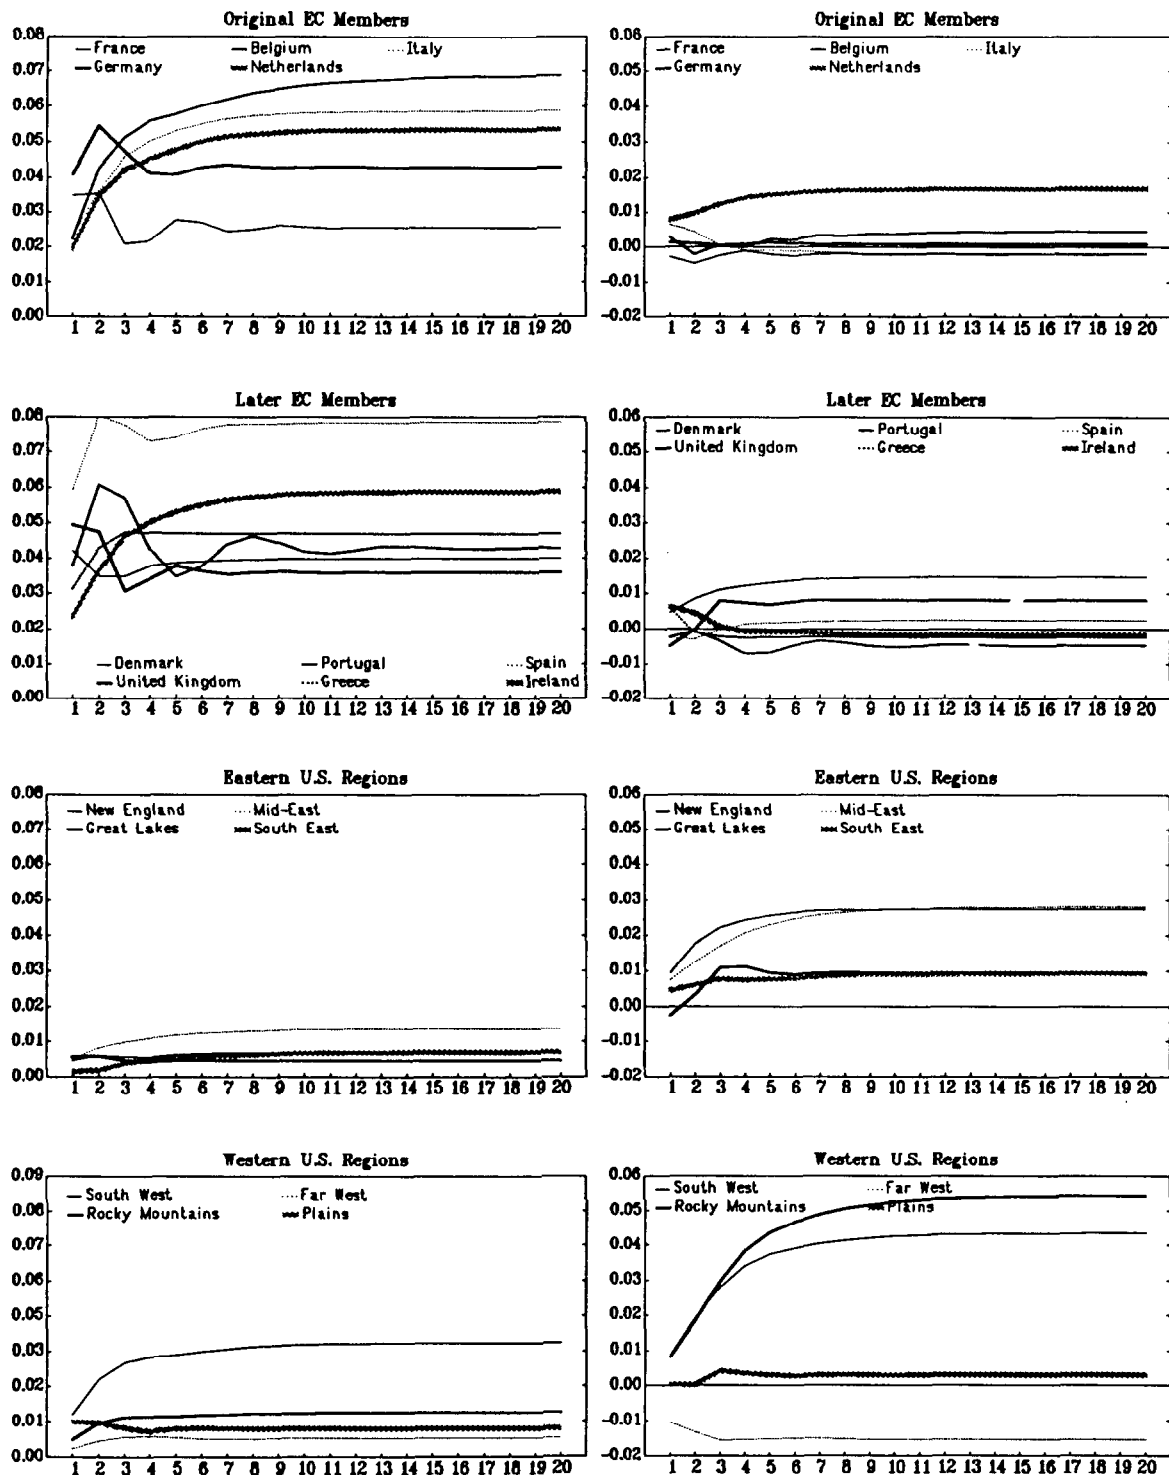 Original EC Members
0.08
France Belgium Italy
Germany Netherlands
0.07
0.06
0.05
0.04
0.03
0.02
0.01
0.00
1 2 3 4 5 6 7 8 9 10 11 12 13 14 15 16 17 18 19 20
Original EC Members
0.06
France Belgium Italy
Germany Netherlands
0.05
0.04
0.03
0.02
0.01
0.00
-0.01
-0.02
1 2 3 4 5 6 7 8 9 10 11 12 13 14 15 16 17 18 19 20
Later EC Members
0.08
0.07
0.06
0.05
0.04
0.03
0.02
0.01
Denmark Portugal Spain
United Kingdom Greece Ireland
0.00
1 2 3 4 5 6 7 8 9 10 11 12 13 14 15 16 17 18 19 20
Later EC Members
0.06
Denmark Portugal Spain
United Kingdom Greece Ireland
0.05
0.04
0.03
0.02
0.01
0.00
-0.01
-0.02
1 2 3 4 5 6 7 8 9 10 11 12 13 14 15 16 17 18 19 20
Eastern U.S. Regions
0.08
New England Mid-East
Great Lakes South East
0.07
0.06
0.05
0.04
0.03
0.02
0.01
0.00
1 2 3 4 5 6 7 8 9 10 11 12 13 14 15 16 17 18 19 20
Eastern U.S. Regions
0.06
New England Mid-East
Great Lakes South East
0.05
0.04
0.03
0.02
0.01
0.00
-0.01
-0.02
1 2 3 4 5 6 7 8 9 10 11 12 13 14 15 16 17 18 19 20
Western U.S. Regions
0.09
South West Far West
Rocky Mountains Plains
0.08
0.06
0.05
0.04
0.03
0.02
0.01
0.00
1 2 3 4 5 6 7 8 9 10 11 12 13 14 15 16 17 18 19 20
Western U.S. Regions
0.06
South West Far West
Rocky Mountains Plains
0.05
0.04
0.03
0.02
0.01
0.00
-0.01
-0.02
1 2 3 4 5 6 7 8 9 10 11 12 13 14 15 16 17 18 19 20